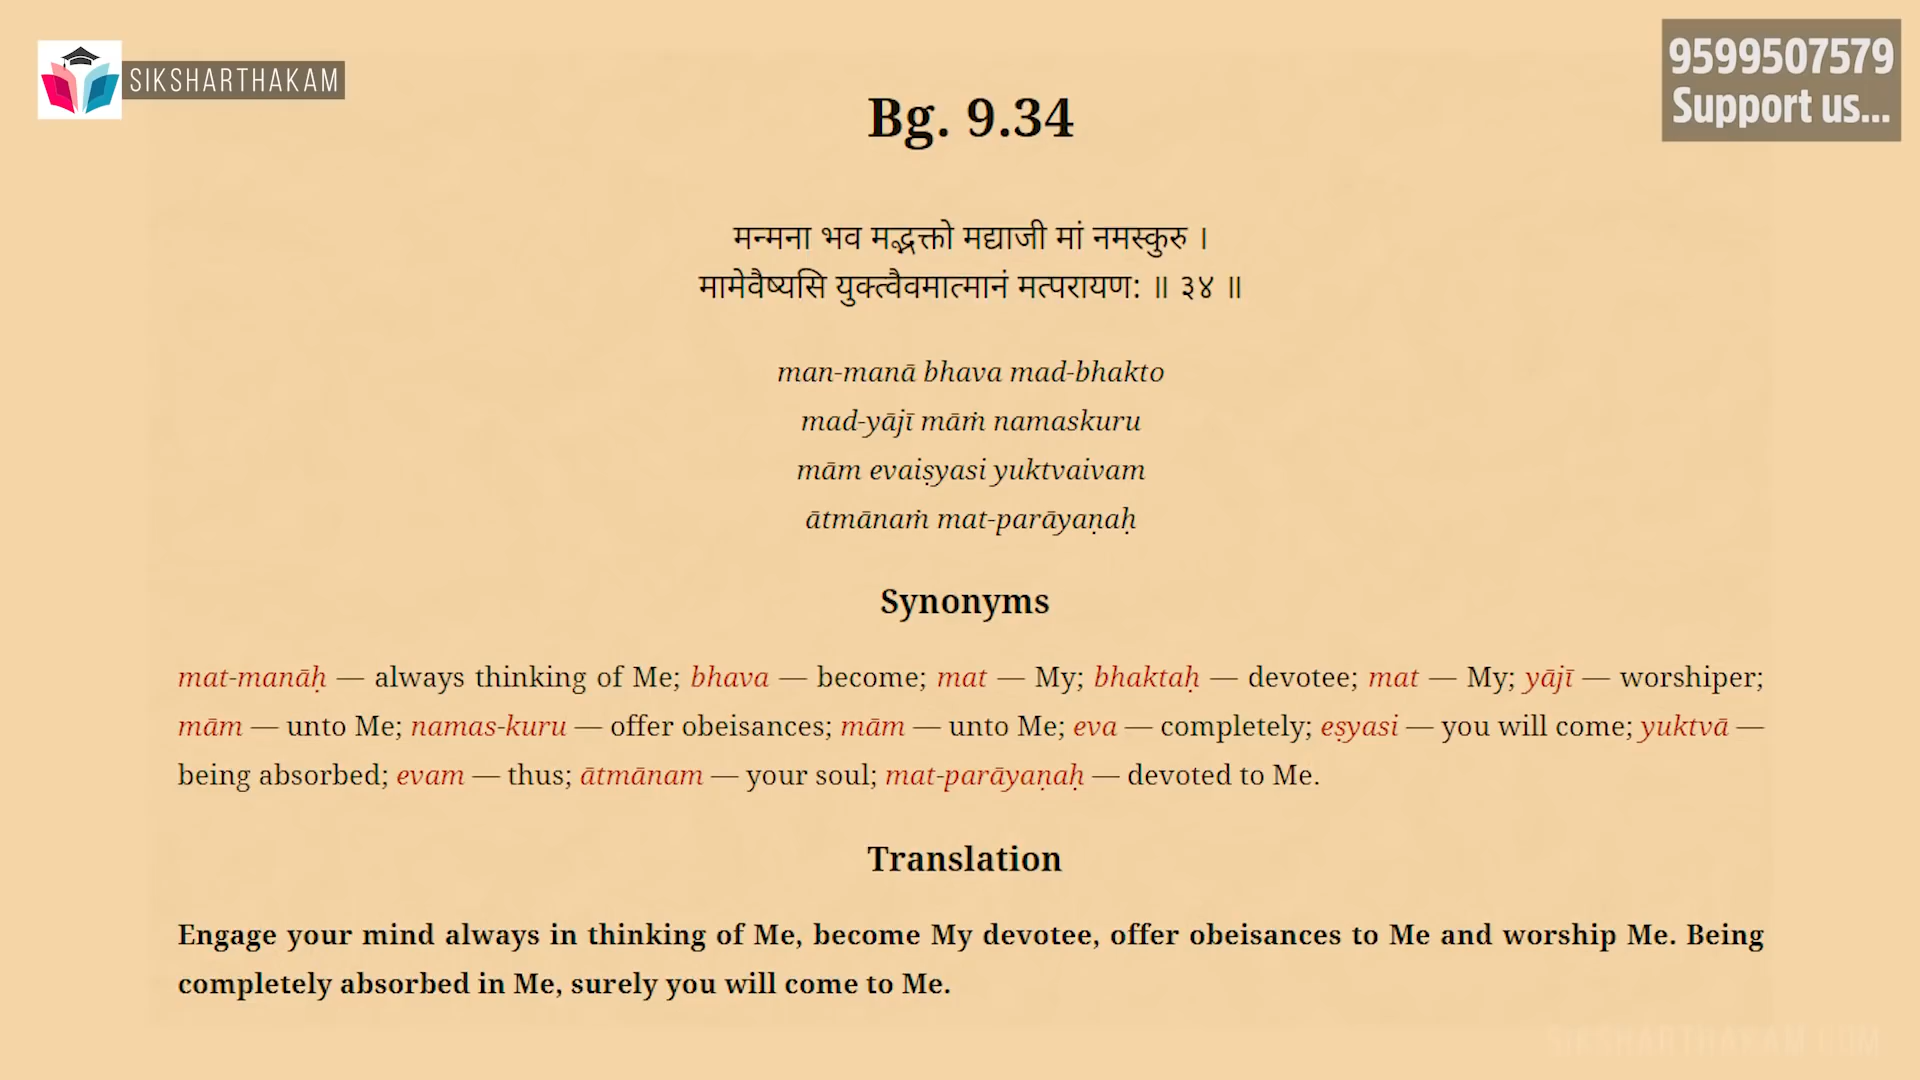 SIKSHARTHAKAM
9599507579
Support us...
Bg. 9.34
मन्मना भव मद्भक्तो मद्याजी मां नमस्कुरु ।
मामेवैष्यसि युक्त्वैवमात्मानं मत्परायण: ॥ ३४ ॥
man-manā bhava mad-bhakto
mad-yājī māṁ namaskuru
mām evaiṣyasi yuktvaivam
ātmānaṁ mat-parāyaṇaḥ
Synonyms
mat-manāḥ — always thinking of Me; bhava — become; mat — My; bhaktaḥ — devotee; mat — My; yājī — worshiper;
mām — unto Me; namas-kuru — offer obeisances; mām — unto Me; eva — completely; eṣyasi — you will come; yuktvā —
being absorbed; evam — thus; ātmānam — your soul; mat-parāyaṇaḥ — devoted to Me.
Translation
Engage your mind always in thinking of Me, become My devotee, offer obeisances to Me and worship Me. Being
completely absorbed in Me, surely you will come to Me.
SIKSHARTHAKAM.COM